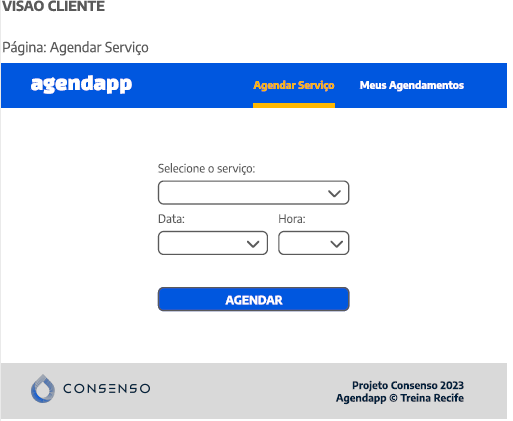 VISÃO CLIENTE
Página: Agendar Serviço
agendapp
Agendar Serviço
Meus Agendamentos
Selecione o serviço:
Data:
Hora:
AGENDAR
CONSENSO
Projeto Consenso 2023
Agendapp © Treina Recife